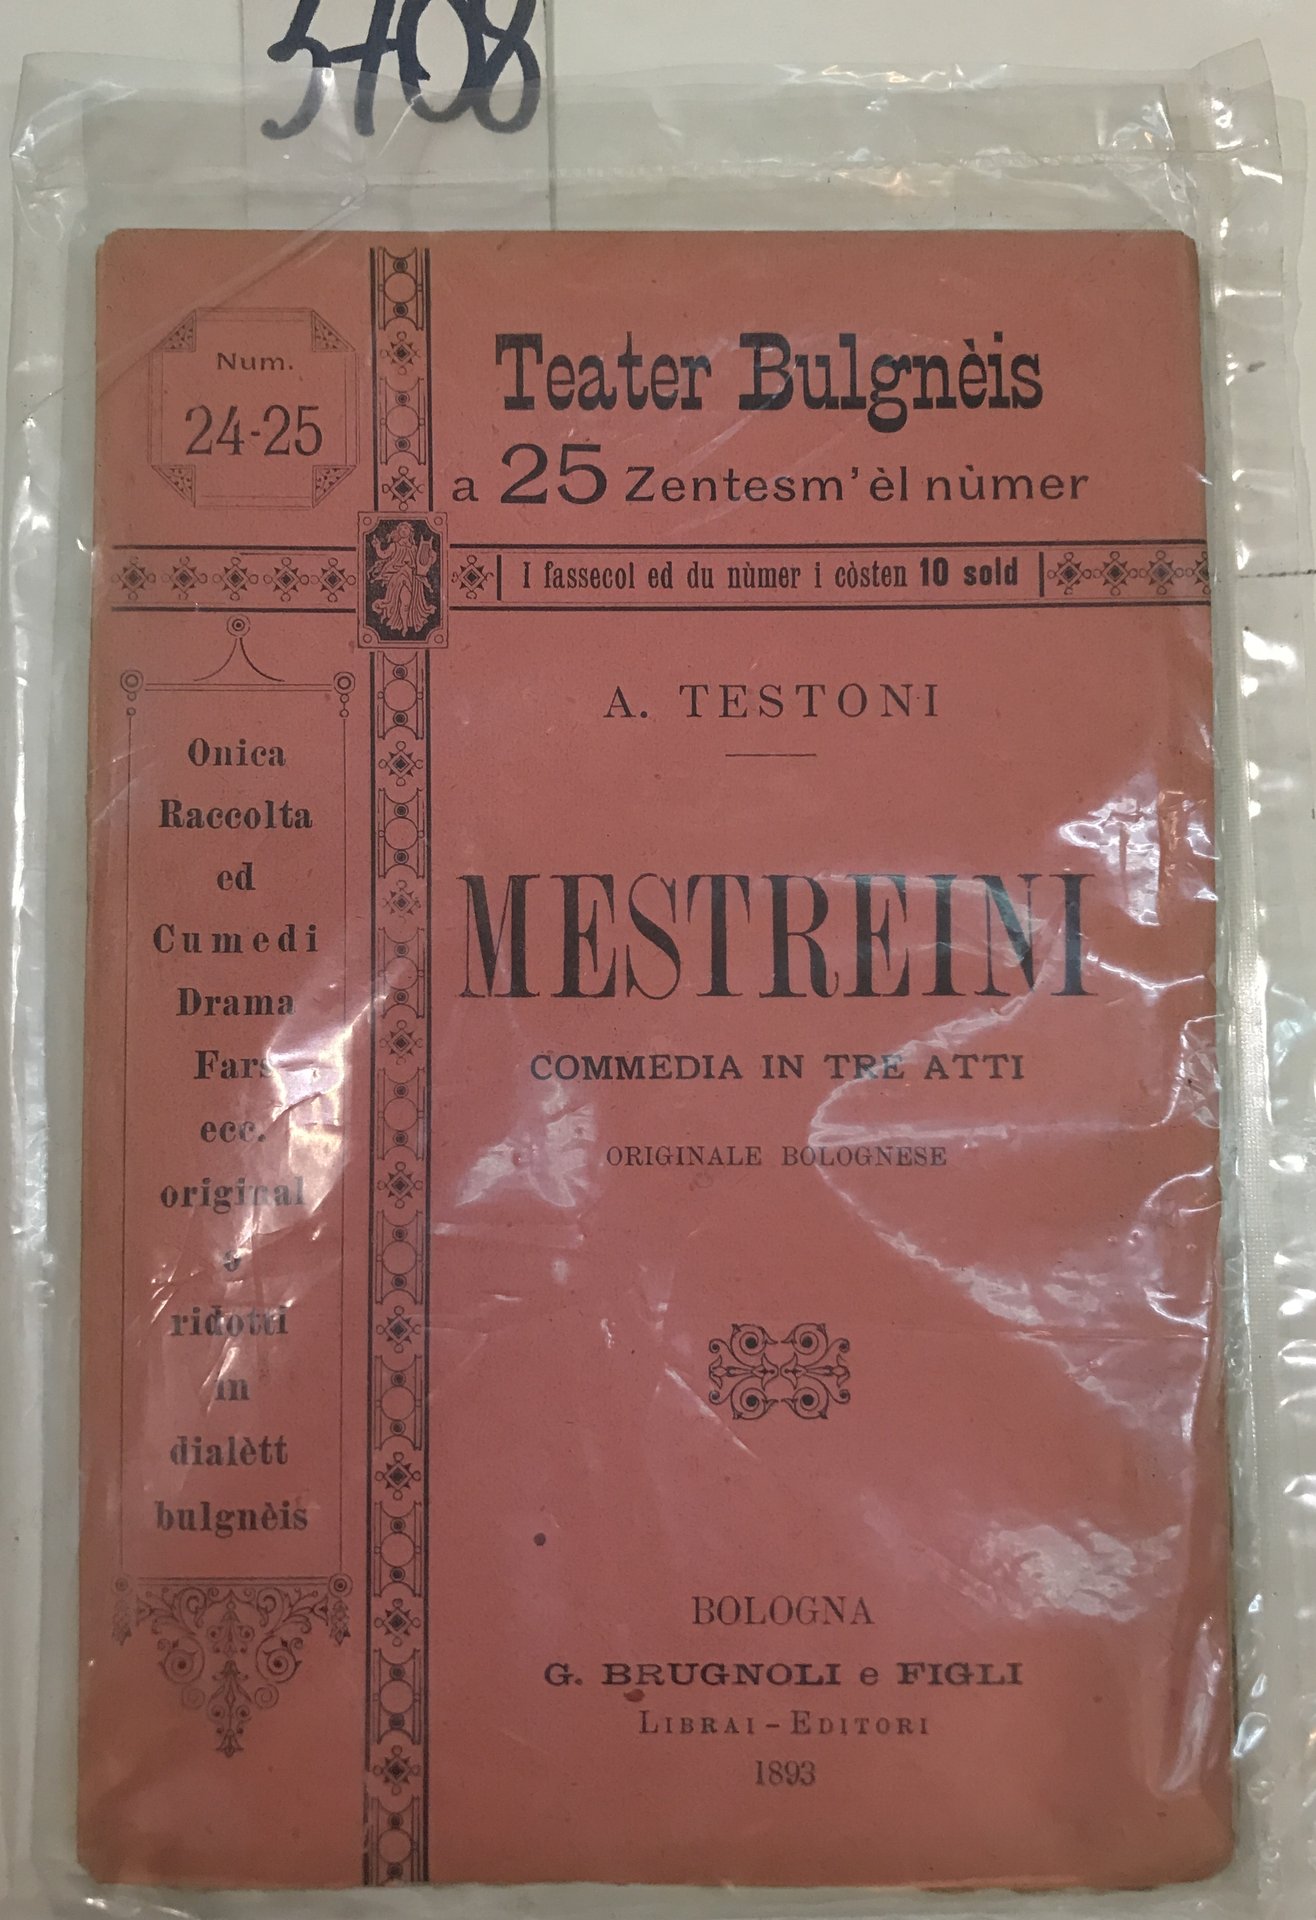 5408
Num.
24-25
Teater Bulgnèis
a 25 Zentesm' èl nùmer
I fassecol ed du nùmer i còsten 10 sold
Onica
Raccolta
ed
Cumedi
Drama
Fars
ecc.
original
ridotti
in
dialètt
bulgnèis
A. TESTONI
MESTREINI
COMMEDIA IN TRE ATTI
ORIGINALE BOLOGNESE
BOLOGNA
G. BRUGNOLI e FIGLI
LIBRAI-EDITORI
1893